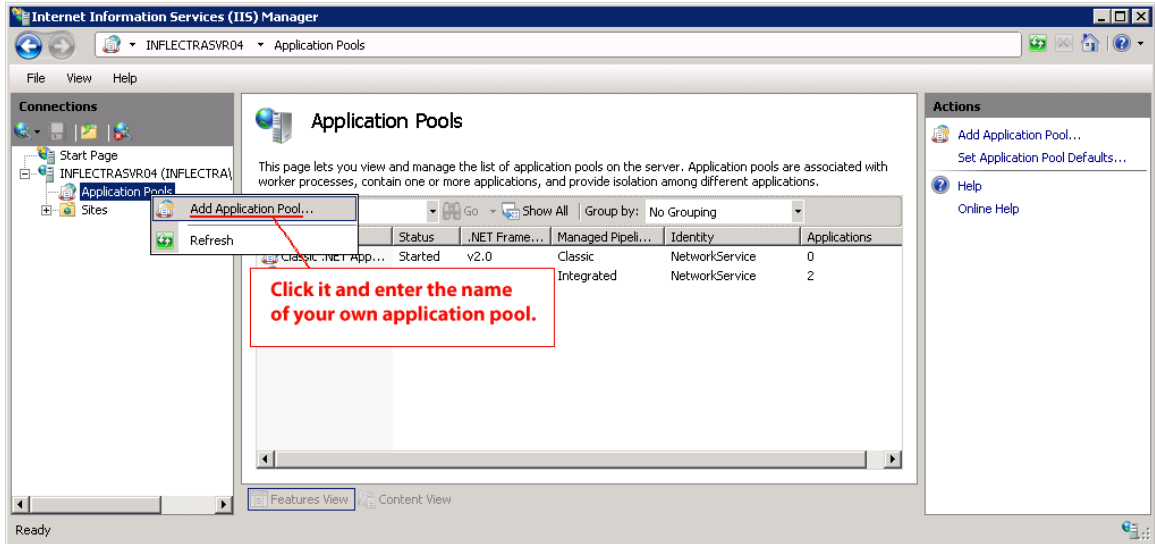 Internet Information Services (IIS) Manager
INFLECTRASVR04 Application Pools
File View Help
Connections
Start Page
INFLECTRASVR04 (INFLECTRA\
Application Pools
Sites
Add Application Pool...
Refresh
Application Pools
This page lets you view and manage the list of application pools on the server. Application pools are associated with
worker processes, contain one or more applications, and provide isolation among different applications.
Go Show All Group by: No Grouping
Status .NET Frame... Managed Pipeli... Identity Applications
Classic .NET App... Started v2.0 Classic NetworkService 0
Integrated NetworkService 2
Click it and enter the name
of your own application pool.
Features View Content View
Actions
Add Application Pool...
Set Application Pool Defaults...
Help
Online Help
Ready